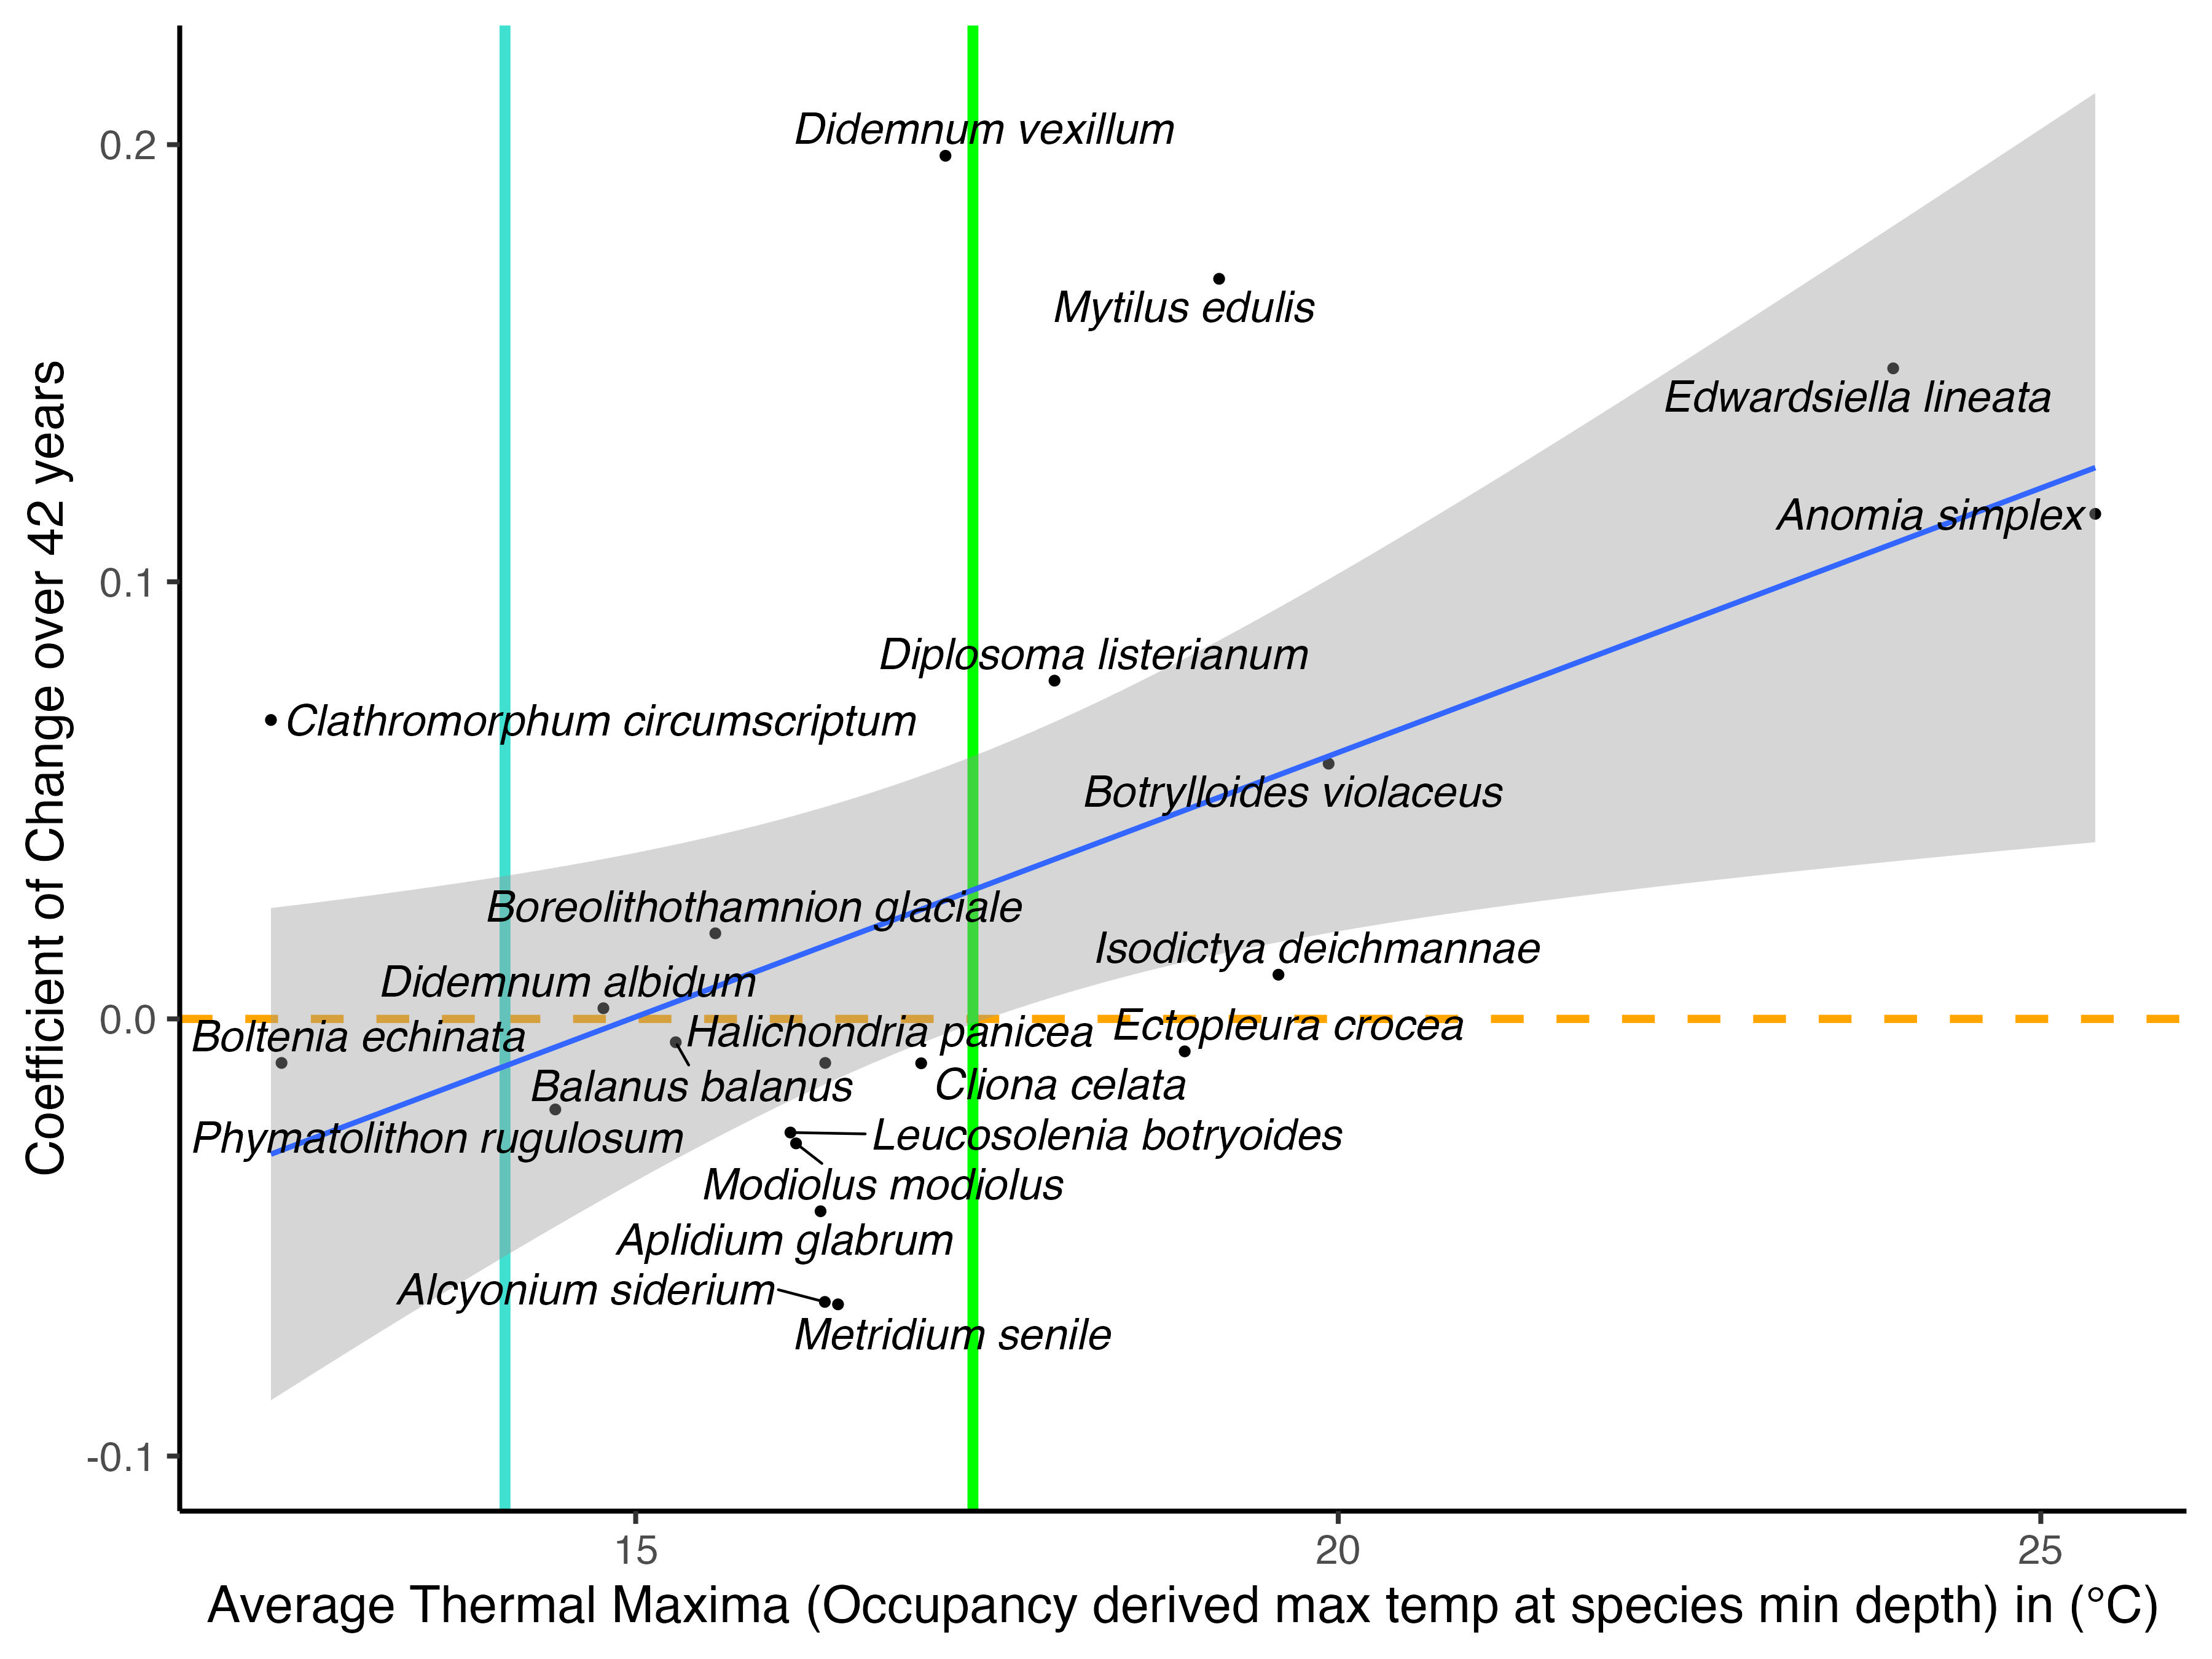 Didemnum vexillum
0.2
Mytilus edulis
Edwardsiella lineata
Anomia simplex
0.1
Diplosoma listerianum
Clathromorphum circumscriptum
Botrylloides violaceus
Boreolithothamnion glaciale
Isodictya deichmannae
Didemnum albidum
0.0
Boltenia echinata
Halichondria panicea
Ectopleura crocea
Balanus balanus
Cliona celata
Phymatolithon rugulosum
Leucosolenia botryoides
Modiolus modiolus
Aplidium glabrum
Alcyonium siderium
Metridium senile
-0.1
Coefficient of Change over 42 years
15
20
25
Average Thermal Maxima (Occupancy derived max temp at species min depth) in (°C)